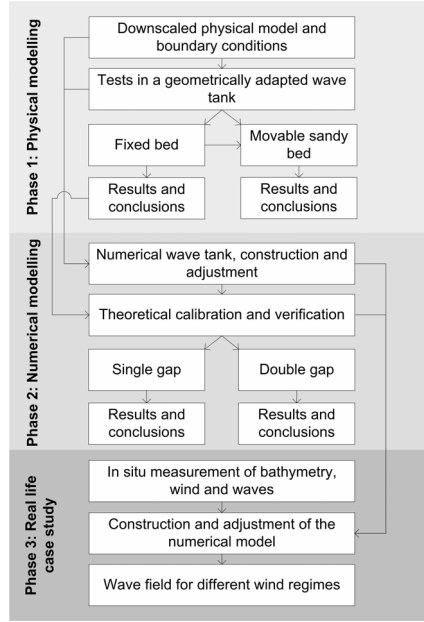 Phase 1: Physical modelling
Downscaled physical model and
boundary conditions
Tests in a geometrically adapted wave
tank
Fixed bed
Movable sandy
bed
Results and
conclusions
Results and
conclusions
Phase 2: Numerical modelling
Numerical wave tank, construction and
adjustment
Theoretical calibration and verification
Single gap
Double gap
Results and
conclusions
Results and
conclusions
Phase 3: Real life
case study
In situ measurement of bathymetry,
wind and waves
Construction and adjustment of the
numerical model
Wave field for different wind regimes